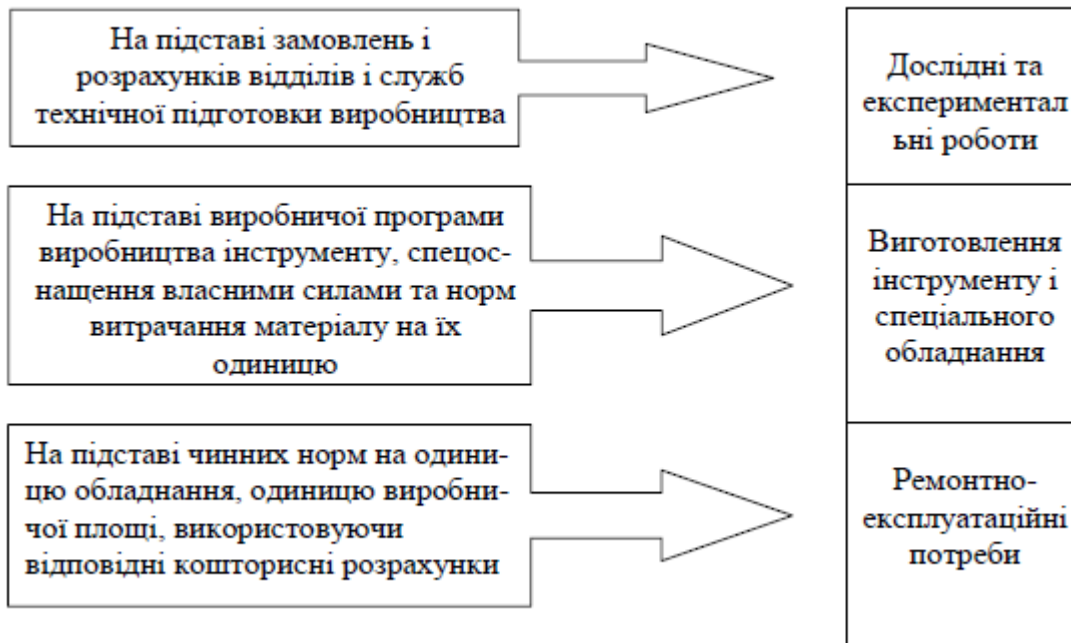 На підставі замовлень і
розрахунків відділів і служб
технічної підготовки виробництва
Дослідні та
експериментал
ьні роботи
На підставі виробничої програми
виробництва інструменту, спецос-
нащення власними силами та норм
витрачання матеріалу на їх
одиницю
Виготовлення
інструменту і
спеціального
обладнання
На підставі чинних норм на одини-
цю обладнання, одиницю виробни-
чої площі, використовуючи
відповідні кошторисні розрахунки
Ремонтно-
експлуатаційні
потреби